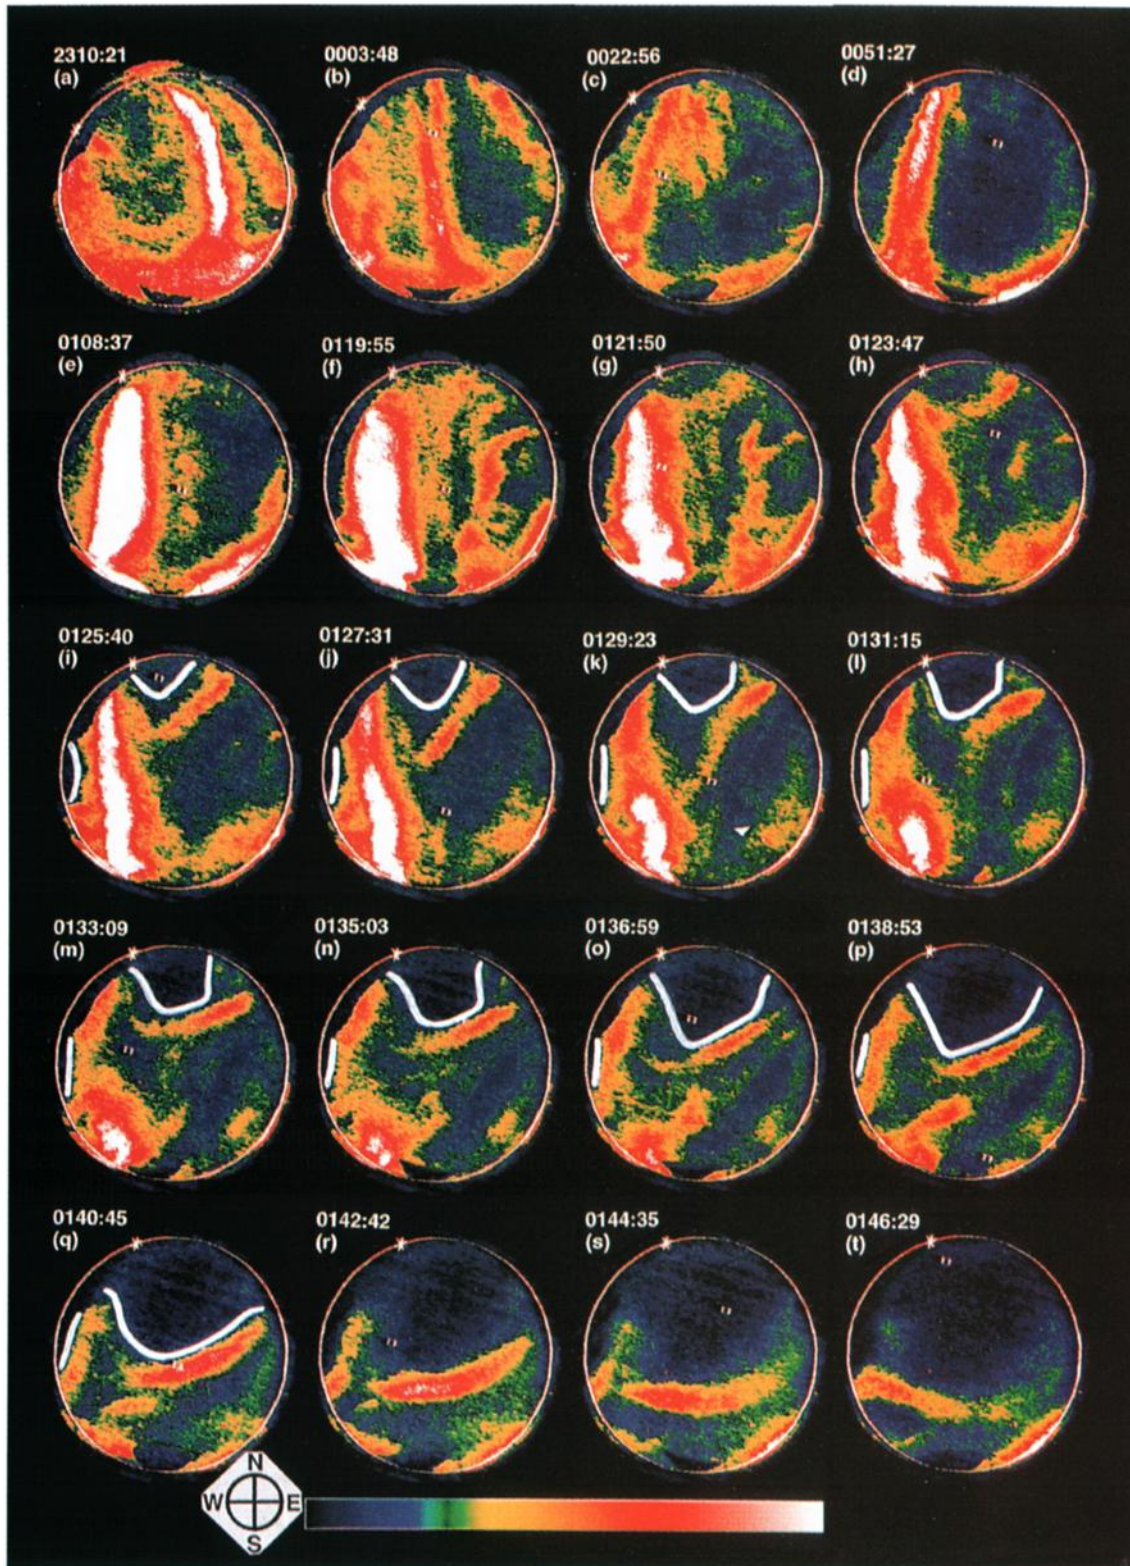 2310:21 0003:48 0022:56 0051:27
(a) (b) (c) (d)
0108:37 0119:55 0121:50 0123:47
(e) (f) (g) (h)
0125:40 0127:31 0129:23 0131:15
(i) (j) (k) (l)
0133:09 0135:03 0136:59 0138:53
(m) (n) (o) (p)
0140:45 0142:42 0144:35 0146:29
(q) (r) (s) (t)
N
W E
S